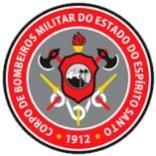 CORPO DE BOMBEIROS MILITAR DO ESTADO DO ESPÍRITO SANTO
1912